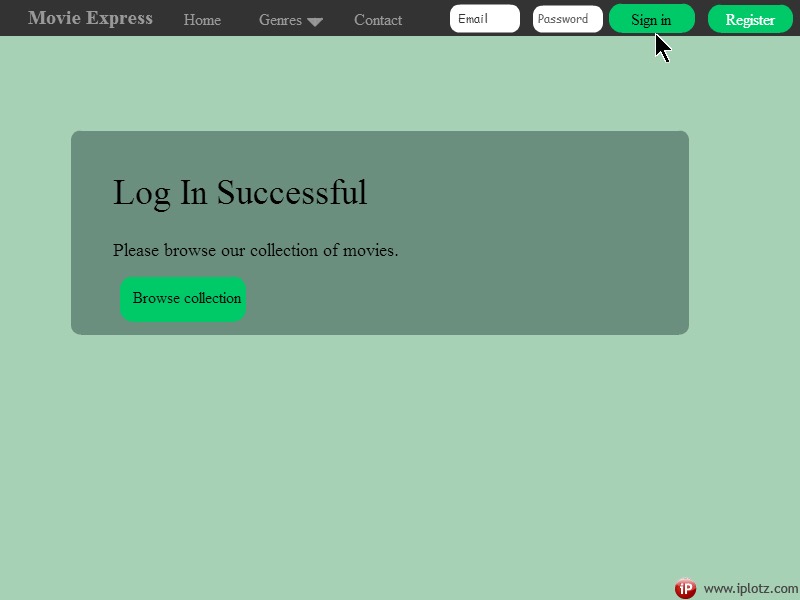 Movie Express Home Genres Contact Email Password Sign in Register
Log In Successful
Please browse our collection of movies.
Browse collection
iP www.iplotz.com